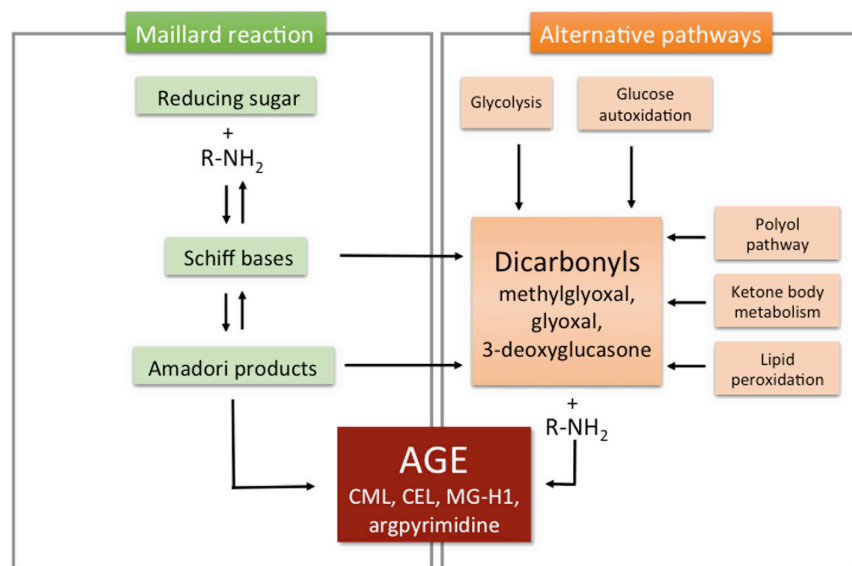 Maillard reaction
Reducing sugar
+
R-NH₂
Schiff bases
Amadori products
Alternative pathways
Glycolysis
Glucose
autoxidation
Dicarbonyls
methylglyoxal,
glyoxal,
3-deoxyglucasone
Polyol
pathway
Ketone body
metabolism
Lipid
peroxidation
+
R-NH₂
AGE
CML, CEL, MG-H1,
argpyrimidine